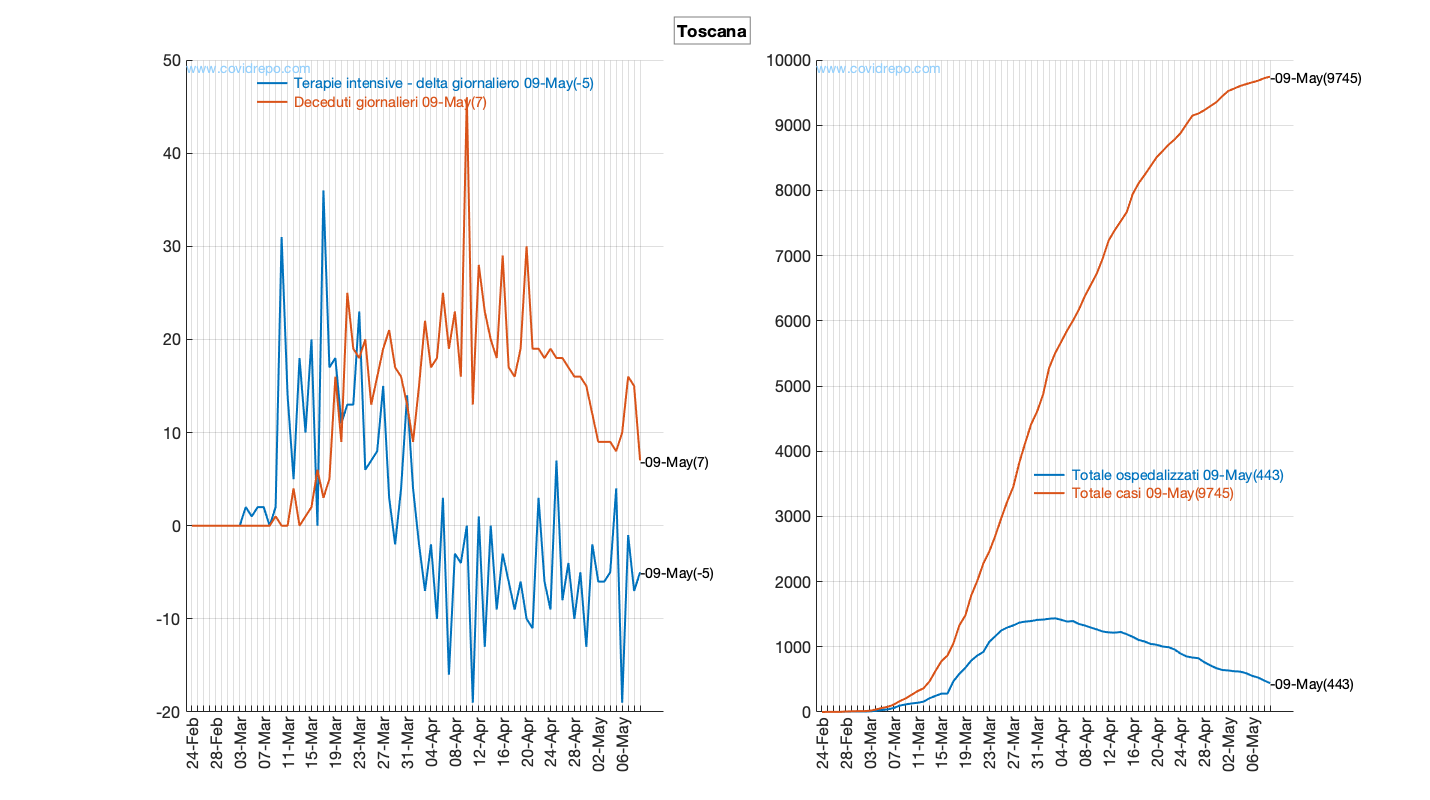 Toscana
www.covidrepo.com
Terapie intensive - delta giornaliero 09-May(-5)
Deceduti giornalieri 09-May(7)
50
40
30
20
10
0
-10
-20
-09-May(7)
-09-May(-5)
24-Feb
28-Feb
03-Mar
07-Mar
11-Mar
15-Mar
19-Mar
23-Mar
27-Mar
31-Mar
04-Apr
08-Apr
12-Apr
16-Apr
20-Apr
24-Apr
28-Apr
02-May
06-May
www.covidrepo.com
10000
9000
8000
7000
6000
5000
4000
3000
2000
1000
0
-09-May(9745)
Totale ospedalizzati 09-May(443)
Totale casi 09-May(9745)
-09-May(443)
24-Feb
28-Feb
03-Mar
07-Mar
11-Mar
15-Mar
19-Mar
23-Mar
27-Mar
31-Mar
04-Apr
08-Apr
12-Apr
16-Apr
20-Apr
24-Apr
28-Apr
02-May
06-May